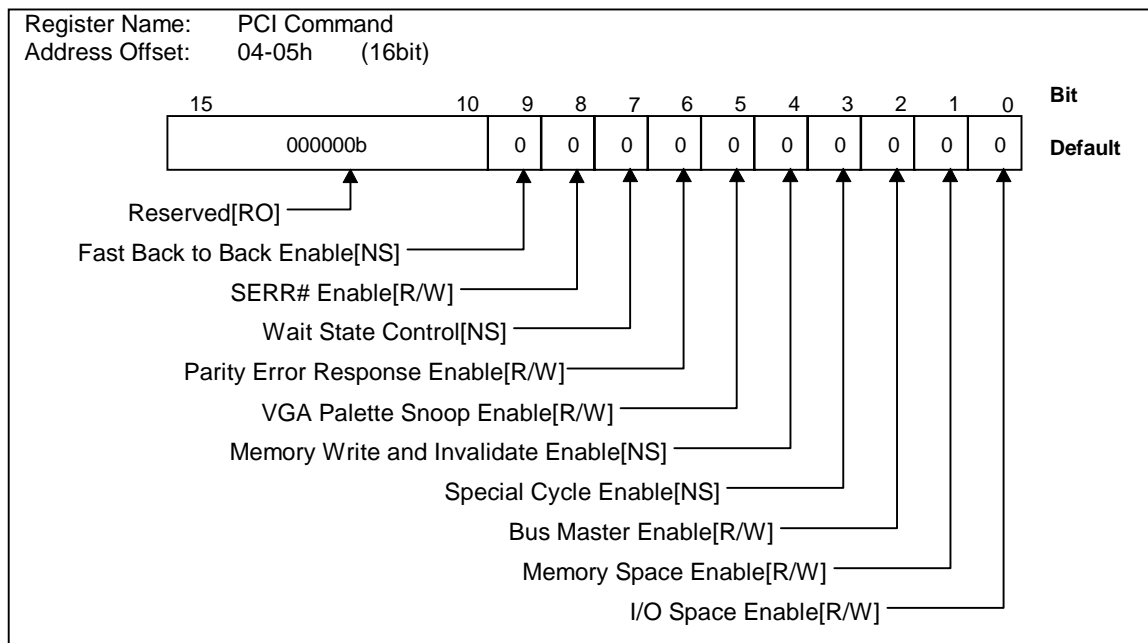 Register Name: PCI Command
Address Offset: 04-05h (16bit)
15 10 9 8 7 6 5 4 3 2 1 0 Bit
000000b 0 0 0 0 0 0 0 0 0 0 Default
Reserved[RO]
Fast Back to Back Enable[NS]
SERR# Enable[R/W]
Wait State Control[NS]
Parity Error Response Enable[R/W]
VGA Palette Snoop Enable[R/W]
Memory Write and Invalidate Enable[NS]
Special Cycle Enable[NS]
Bus Master Enable[R/W]
Memory Space Enable[R/W]
I/O Space Enable[R/W]